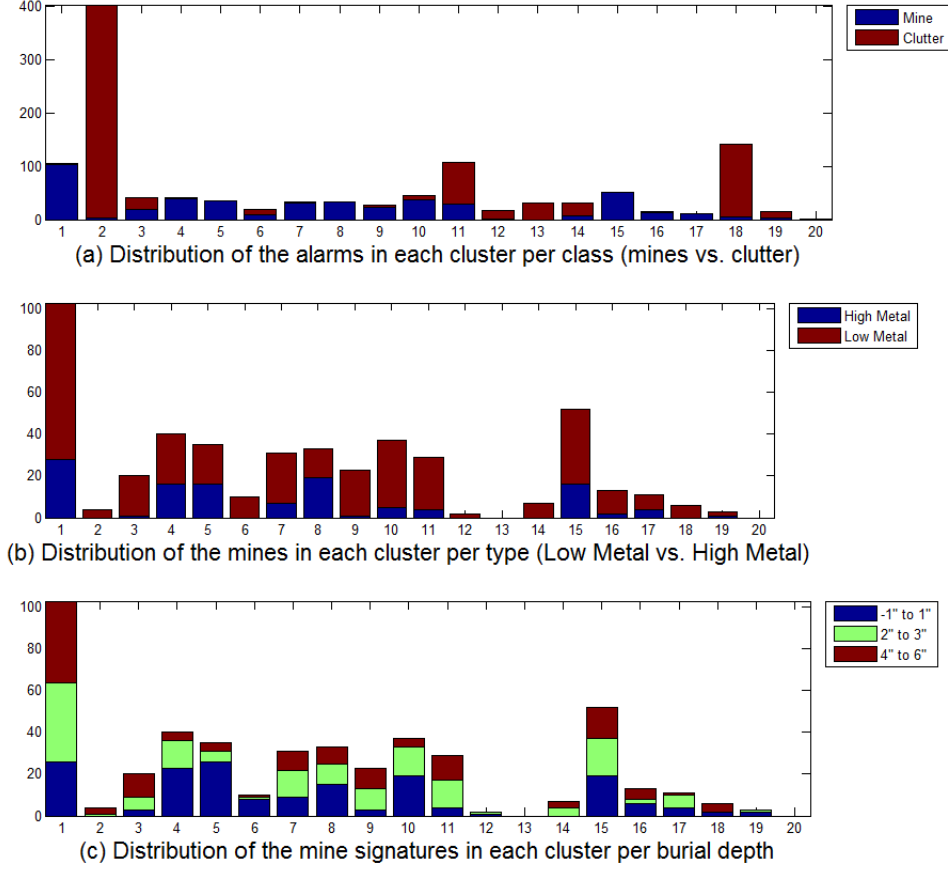 400
300
200
100
0
1 2 3 4 5 6 7 8 9 10 11 12 13 14 15 16 17 18 19 20
Mine
Clutter
(a) Distribution of the alarms in each cluster per class (mines vs. clutter)
100
80
60
40
20
0
1 2 3 4 5 6 7 8 9 10 11 12 13 14 15 16 17 18 19 20
High Metal
Low Metal
(b) Distribution of the mines in each cluster per type (Low Metal vs. High Metal)
100
80
60
40
20
0
1 2 3 4 5 6 7 8 9 10 11 12 13 14 15 16 17 18 19 20
-1" to 1"
2" to 3"
4" to 6"
(c) Distribution of the mine signatures in each cluster per burial depth